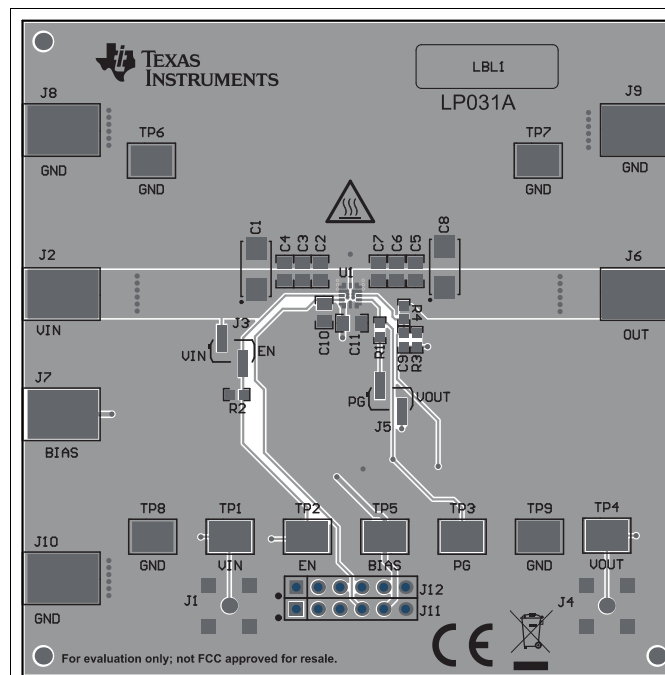 TEXAS
INSTRUMENTS
LBL1
LP031A
J8
J9
TP6
TP7
GND
GND
GND
GND
C1
C4
C3
C2
C7
C6
C5
C8
J2
J6
U1
VIN
OUT
J3
C10
C11
R1
R4
C9
R3
VIN
EN
J7
R2
PG
VOUT
J5
BIAS
TP8
TP1
TP2
TP5
TP3
TP9
TP4
J10
GND
VIN
EN
BIAS
PG
GND
VOUT
J12
J11
GND
J1
J4
CE
For evaluation only; not FCC approved for resale.